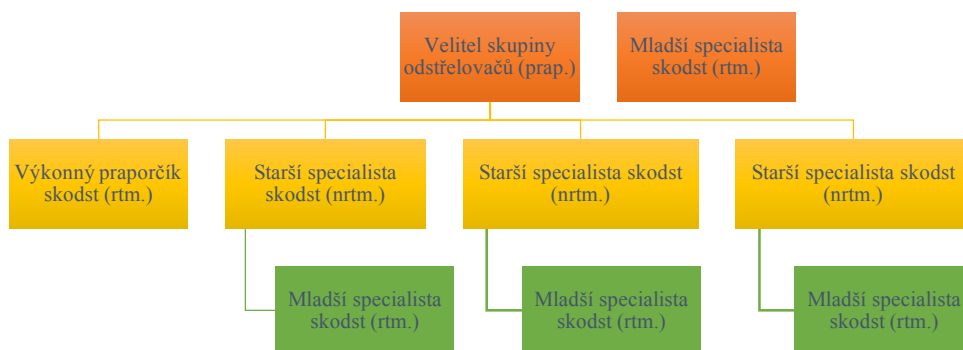 Velitel skupiny
odstřelovačů (prap.)
Mladší specialista
skodst (rtm.)
Výkonný praporčík
skodst (rtm.)
Starší specialista
skodst (nrtm.)
Starší specialista skodst
(nrtm.)
Starší specialista skodst
(nrtm.)
Mladší specialista
skodst (rtm.)
Mladší specialista
skodst (rtm.)
Mladší specialista
skodst (rtm.)